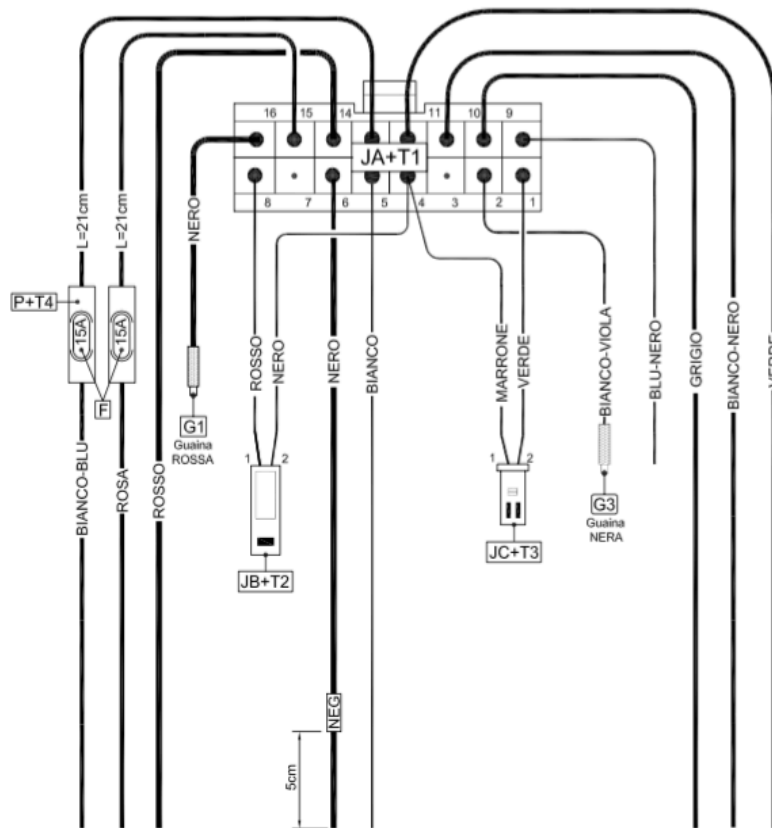 16 15 14 11 10 9
JA+T1
8 7 6 5 4 3 2 1
L=21cm
L=21cm
NERO
P+T4
15A
15A
F
BIANCO-BLU
ROSA
ROSSO
G1
Guaina
ROSSA
ROSSO
NERO
NERO
BIANCO
MARRONE
VERDE
BIANCO-VIOLA
BLU-NERO
GRIGIO
BIANCO-NERO
1 2
JB+T2
1 2
JC+T3
G3
Guaina
NERA
NEG
5cm